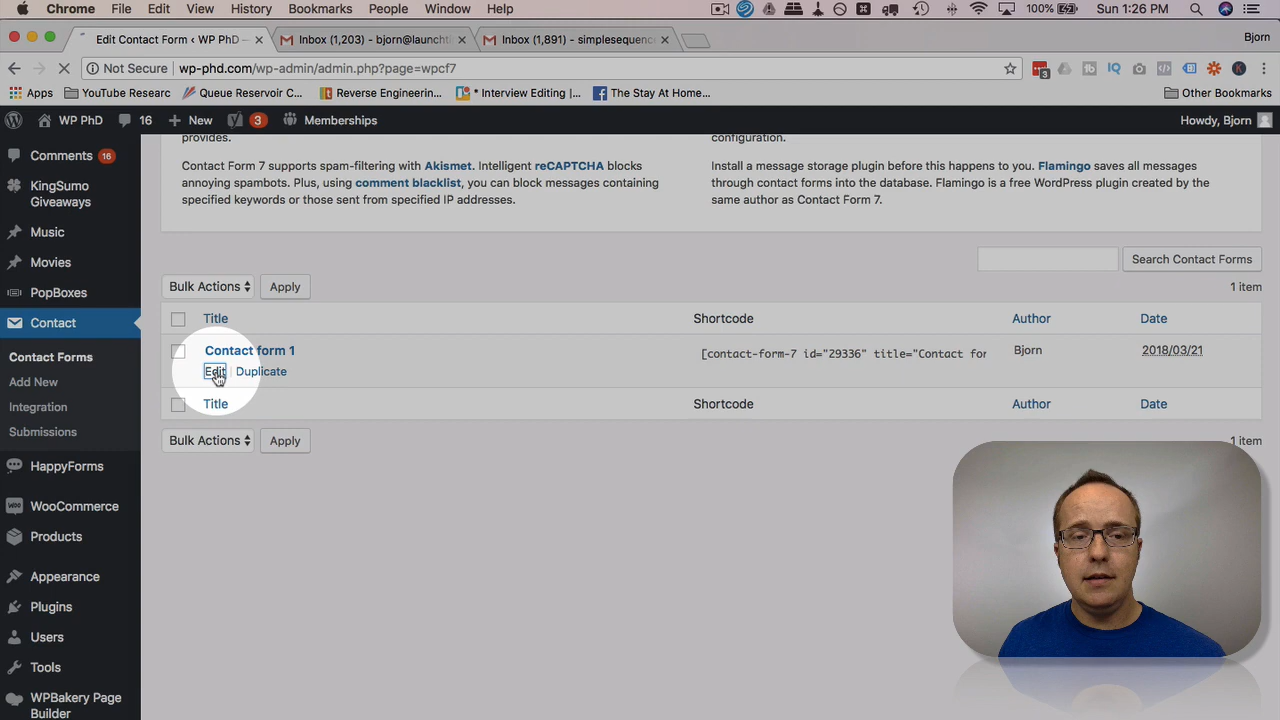 Chrome File Edit View History Bookmarks People Window Help 100% Sun 1:26 PM
Edit Contact Form ‹ WP PhD — Inbox (1,203) - bjorn@launcht Inbox (1,891) - simplesequence Bjorn
Not Secure wp-phd.com/wp-admin/admin.php?page=wpcf7
Apps YouTube Researc Queue Reservoir C... Reverse Engineerin... * Interview Editing |... The Stay At Home... Other Bookmarks
WP PhD 16 New 3 Memberships Howdy, Bjorn
provides.
configuration.
Contact Form 7 supports spam-filtering with Akismet. Intelligent reCAPTCHA blocks
annoying spambots. Plus, using comment blacklist, you can block messages containing
specified keywords or those sent from specified IP addresses.
Install a message storage plugin before this happens to you. Flamingo saves all messages
through contact forms into the database. Flamingo is a free WordPress plugin created by the
same author as Contact Form 7.
Comments 16
KingSumo
Giveaways
Music
Movies
PopBoxes
Contact
Contact Forms
Add New
Integration
Submissions
HappyForms
WooCommerce
Products
Appearance
Plugins
Users
Tools
WPBakery Page
Builder
Search Contact Forms
Bulk Actions Apply 1 item
Title Shortcode Author Date
Contact form 1 [contact-form-7 id="29336" title="Contact for Bjorn 2018/03/21
Edit | Duplicate
Title Shortcode Author Date
Bulk Actions Apply 1 item